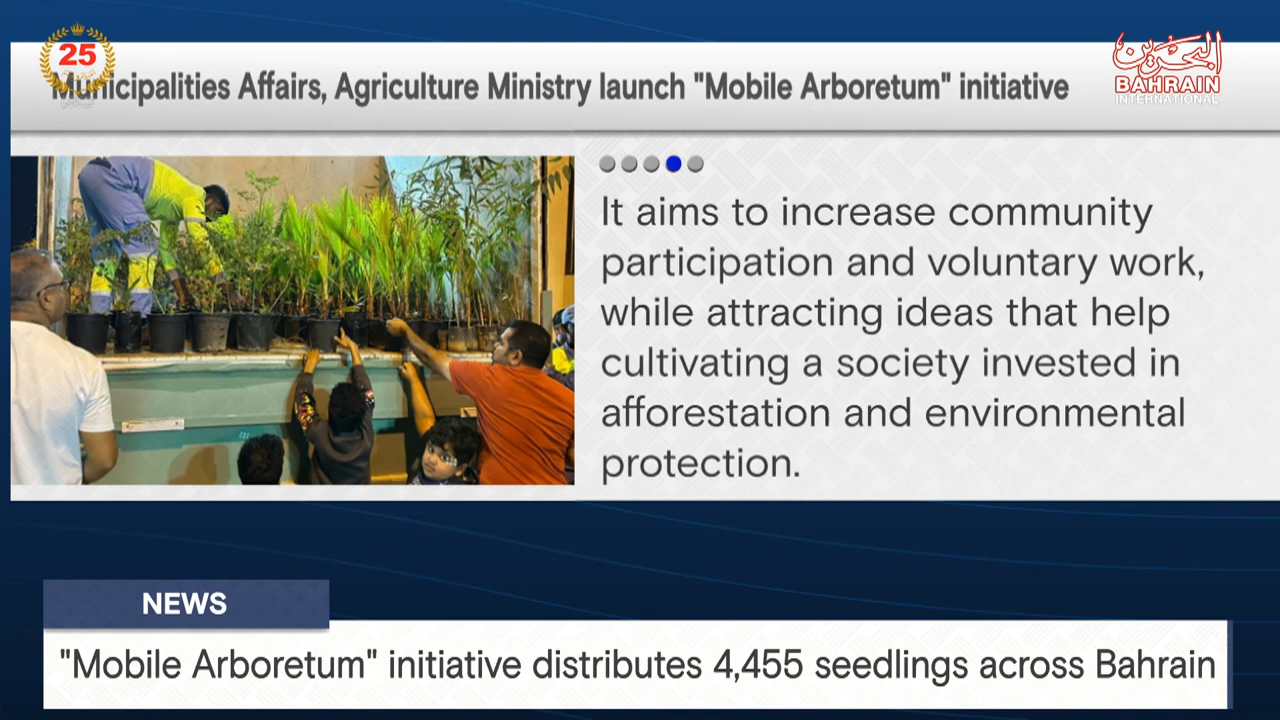 25
Municipalities Affairs, Agriculture Ministry launch "Mobile Arboretum" initiative
البحرين
BAHRAIN
INTERNATIONAL
It aims to increase community
participation and voluntary work,
while attracting ideas that help
cultivating a society invested in
afforestation and environmental
protection.
NEWS
"Mobile Arboretum" initiative distributes 4,455 seedlings across Bahrain